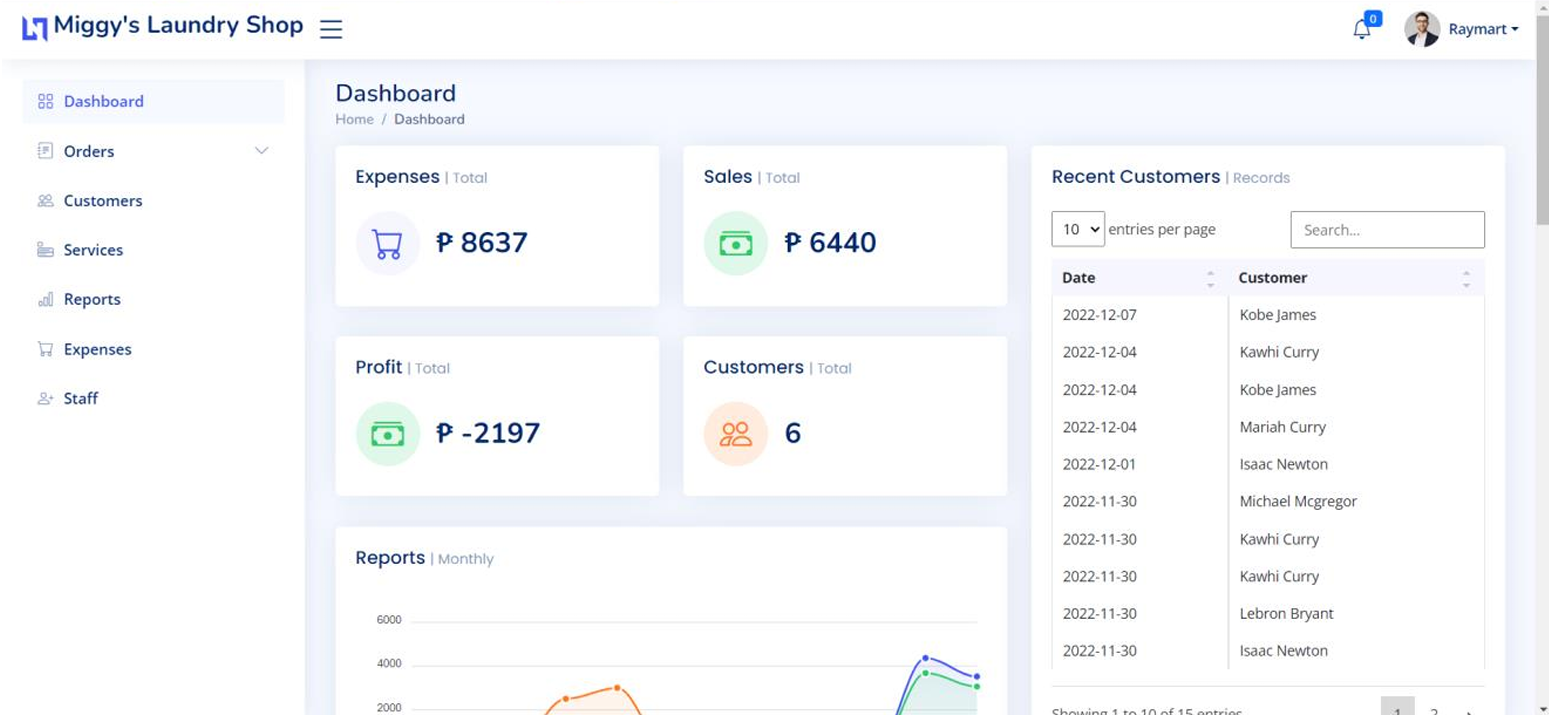 Miggy's Laundry Shop
0
Raymart
Dashboard
Orders
Customers
Services
Reports
Expenses
Staff
Dashboard
Home / Dashboard
Expenses | Total
₱ 8637
Sales | Total
₱ 6440
Profit | Total
₱ -2197
Customers | Total
6
Reports | Monthly
6000
4000
2000
Recent Customers | Records
10 entries per page
Search...
Date Customer
2022-12-07 Kobe James
2022-12-04 Kawhi Curry
2022-12-04 Kobe James
2022-12-04 Mariah Curry
2022-12-01 Isaac Newton
2022-11-30 Michael Mcgregor
2022-11-30 Kawhi Curry
2022-11-30 Kawhi Curry
2022-11-30 Lebron Bryant
2022-11-30 Isaac Newton
Showing 1 to 10 of 15 entries
1 2 ›